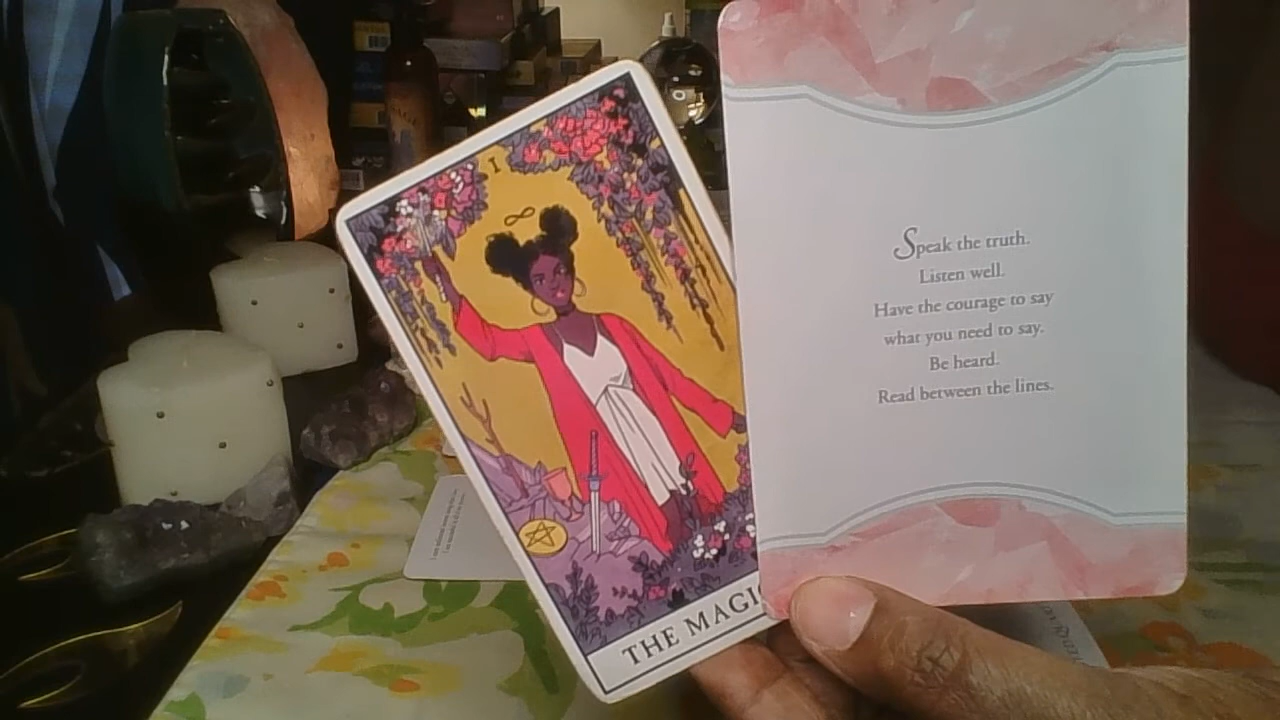 I
THE MAGIC
Speak the truth.
Listen well.
Have the courage to say
what you need to say.
Be heard.
Read between the lines.